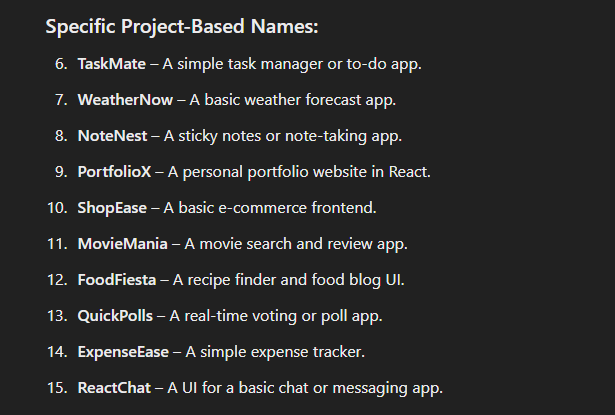 Specific Project-Based Names:
6. TaskMate – A simple task manager or to-do app.
7. WeatherNow – A basic weather forecast app.
8. NoteNest – A sticky notes or note-taking app.
9. PortfolioX – A personal portfolio website in React.
10. ShopEase – A basic e-commerce frontend.
11. MovieMania – A movie search and review app.
12. FoodFiesta – A recipe finder and food blog UI.
13. QuickPolls – A real-time voting or poll app.
14. ExpenseEase – A simple expense tracker.
15. ReactChat – A UI for a basic chat or messaging app.